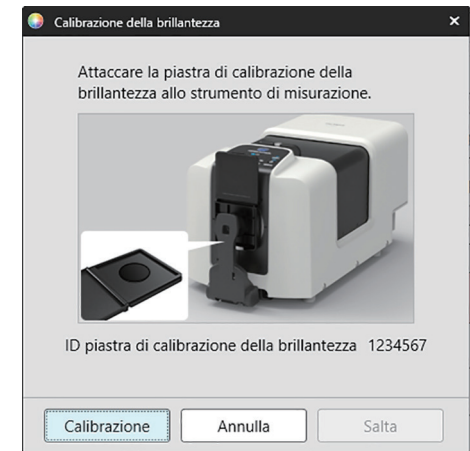 Calibrazione della brillantezza
Attaccare la piastra di calibrazione della
brillantezza allo strumento di misurazione.
ID piastra di calibrazione della brillantezza 1234567
Calibrazione Annulla Salta